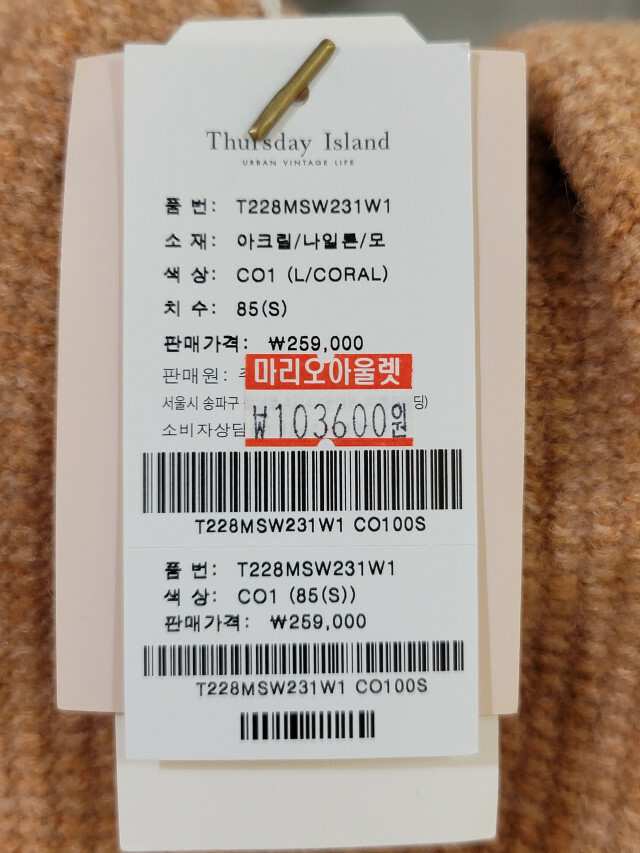 Thursday Island
URBAN VINTAGE LIFE
품 번: T228MSW231W1
소 재: 아크릴/나일론/모
색 상: CO1 (L/CORAL)
치 수: 85(S)
판매가격: ₩259,000
판매원:
마리오아울렛
서울시 송파구
딩)
소비자상담
₩103600원
T228MSW231W1 CO100S
품 번: T228MSW231W1
색 상: CO1 (85(S))
판매가격: ₩259,000
T228MSW231W1 CO100S